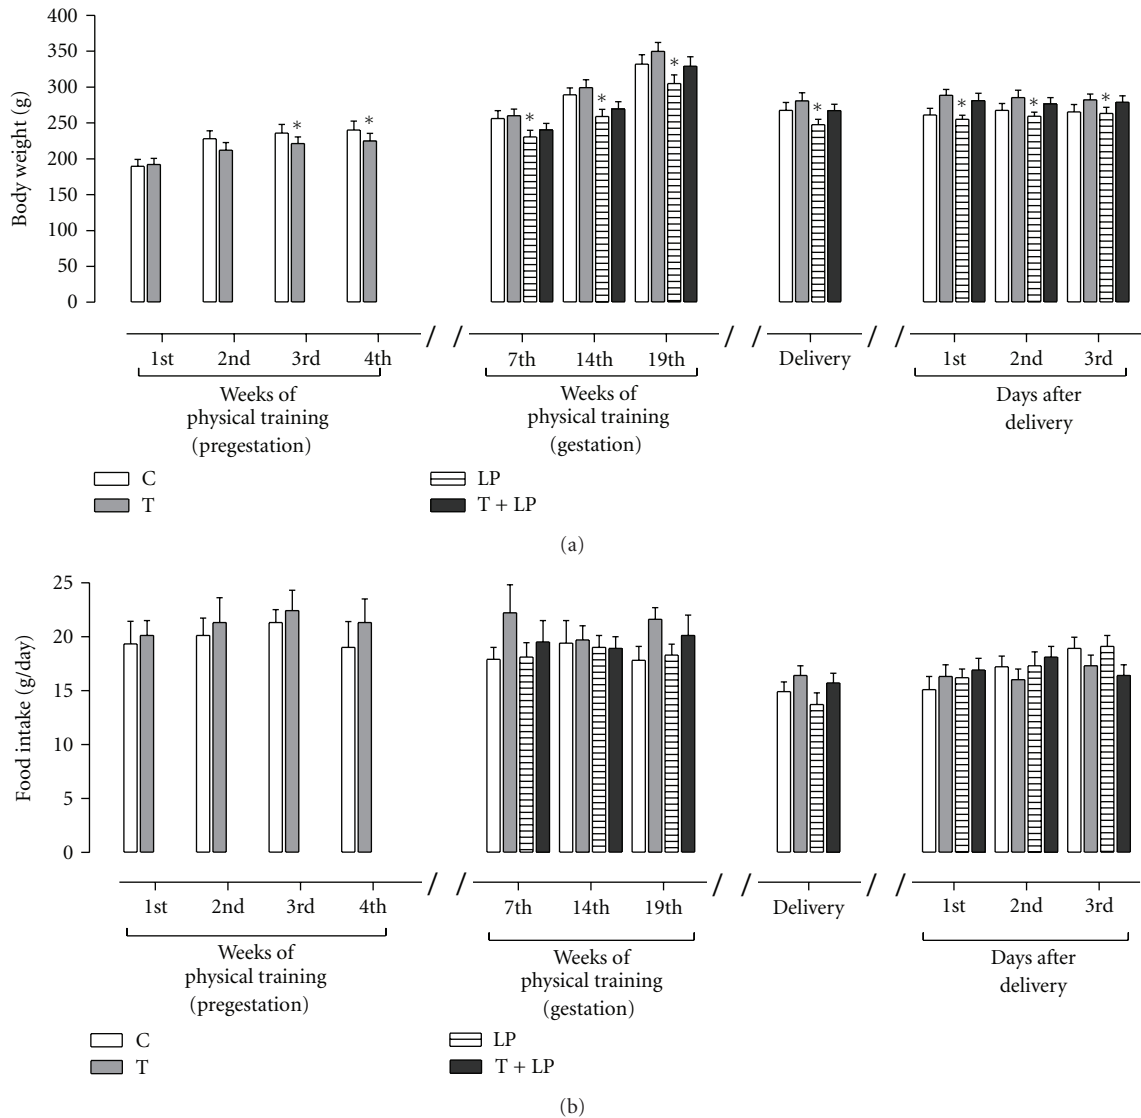 400
350
300
250
200
150
100
50
0
Body weight (g)
* * * * * * * * *
1st 2nd 3rd 4th 7th 14th 19th Delivery 1st 2nd 3rd
Weeks of
physical training
(pregestation)
Weeks of
physical training
(gestation)
Days after
delivery
C
T
LP
T + LP
(a)
25
20
15
10
5
0
Food intake (g/day)
1st 2nd 3rd 4th 7th 14th 19th Delivery 1st 2nd 3rd
Weeks of
physical training
(pregestation)
Weeks of
physical training
(gestation)
Days after
delivery
C
T
LP
T + LP
(b)